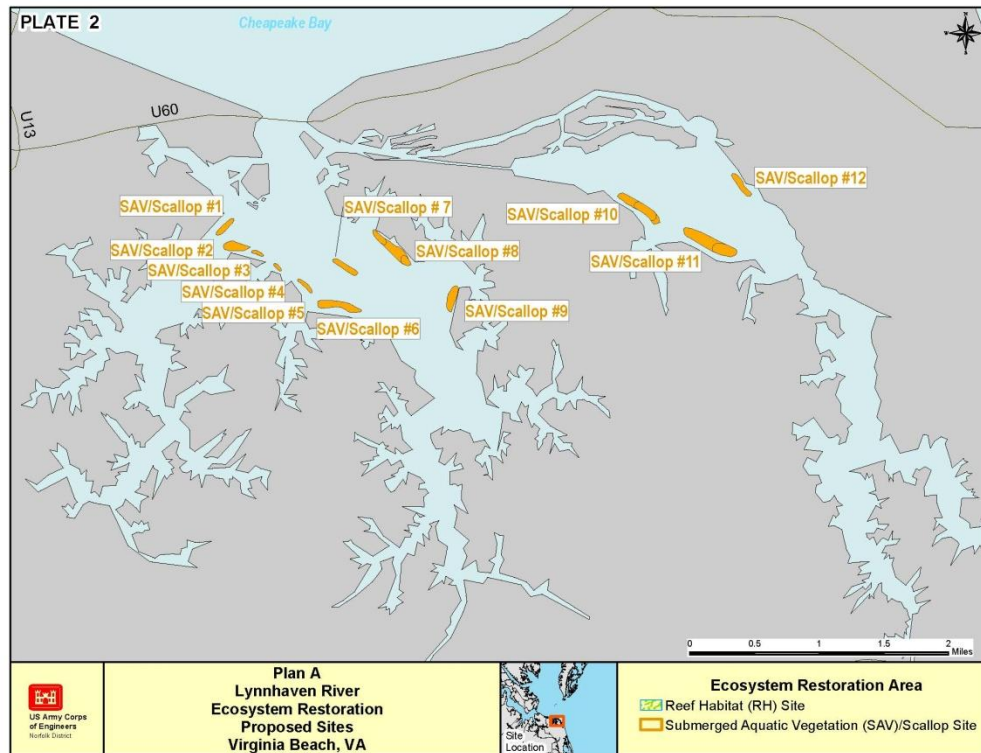 PLATE 2
Cheapeake Bay
N
U13
U60
SAV/Scallop #1
SAV/Scallop # 7
SAV/Scallop #12
SAV/Scallop #10
SAV/Scallop #2
SAV/Scallop #8
SAV/Scallop #3
SAV/Scallop #11
SAV/Scallop #4
SAV/Scallop #5
SAV/Scallop #9
SAV/Scallop #6
0 0.5 1 1.5 2
Miles
US Army Corps
of Engineers
Norfolk District
Plan A
Lynnhaven River
Ecosystem Restoration
Proposed Sites
Virginia Beach, VA
Site
Location
Ecosystem Restoration Area
Reef Habitat (RH) Site
Submerged Aquatic Vegetation (SAV)/Scallop Site